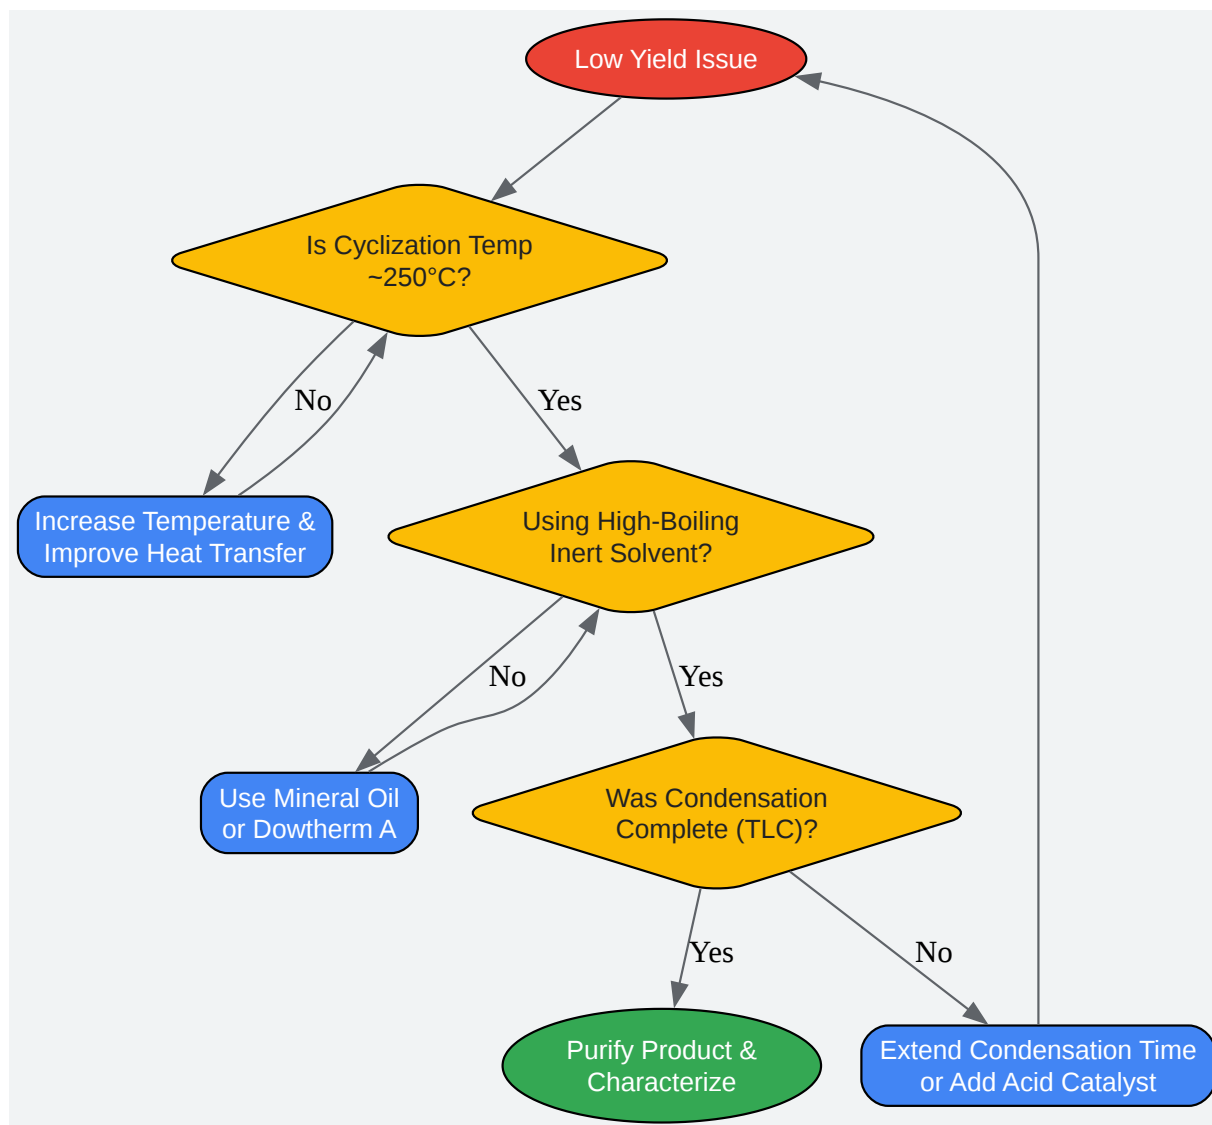 Low Yield Issue
Is Cyclization Temp
~250°C?
No
Yes
Increase Temperature &
Improve Heat Transfer
Using High-Boiling
Inert Solvent?
No
Yes
Use Mineral Oil
or Dowtherm A
Was Condensation
Complete (TLC)?
Yes
No
Purify Product &
Characterize
Extend Condensation Time
or Add Acid Catalyst